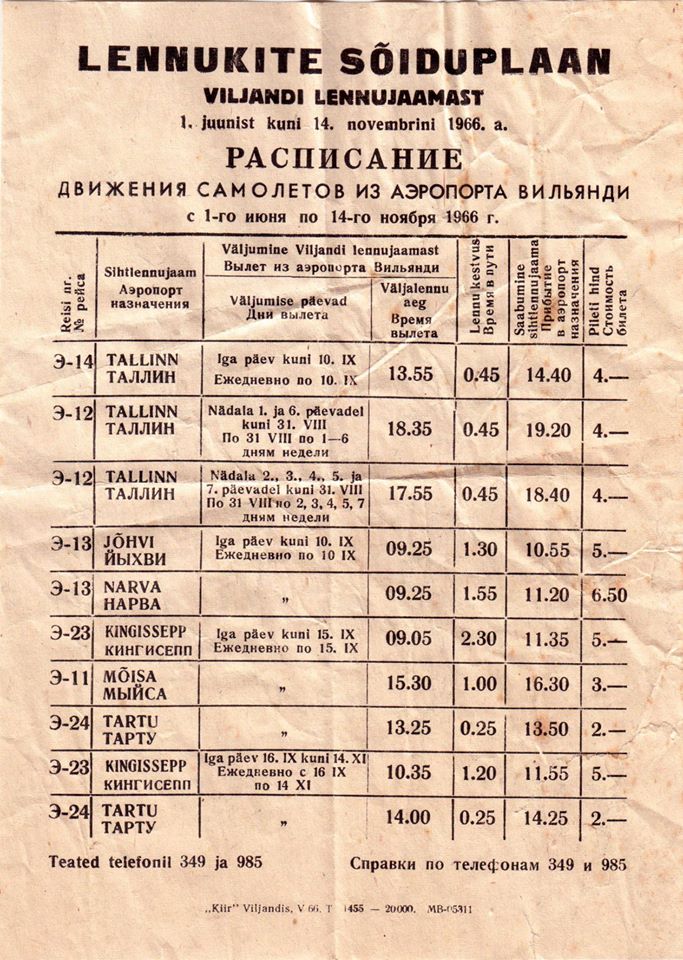 LENNUKITE SÕIDUPLAAN
VILJANDI LENNUJAAMAST
1. juunist kuni 14. novembrini 1966. a.
РАСПИСАНИЕ
ДВИЖЕНИЯ САМОЛЕТОВ ИЗ АЭРОПОРТА ВИЛЬЯНДИ
с 1-го июня по 14-го ноября 1966 г.
Reisi nr.
№ рейса
Sihtlennujaam
Аэропорт
назначения
Väljumine Viljandi lennujaamast
Вылет из аэропорта Вильянди
Väljumise päevad
Дни вылета
Väljalennu
aeg
Время
вылета
Lennu kestvus
Время в пути
Saabumine
sihtlennujaama
Прибытие
в аэропорт
назначения
Pileti hind
Стоимость
билета
Э-14 TALLINN Iga päev kuni 10. IX 13.55 0.45 14.40 4.—
ТАЛЛИН Ежедневно по 10. IX
Э-12 TALLINN Nädala 1. ja 6. päevadel 18.35 0.45 19.20 4.—
ТАЛЛИН kuni 31. VIII
По 31 VIII по 1—6
дням недели
Э-12 TALLINN Nädala 2., 3., 4., 5. ja 17.55 0.45 18.40 4.—
ТАЛЛИН 7. päevadel kuni 31. VIII
По 31 VIII по 2, 3, 4, 5, 7
дням недели
Э-13 JÕHVI Iga päev kuni 10. IX 09.25 1.30 10.55 5.—
ЙЫХВИ Ежедневно по 10 IX
Э-13 NARVA „ 09.25 1.55 11.20 6.50
НАРВА
Э-23 KINGISSEPP Iga päev kuni 15. IX 09.05 2.30 11.35 5.—
КИНГИСЕПП Ежедневно по 15. IX
Э-11 MÕISA „ 15.30 1.00 16.30 3.—
МЫЙСА
Э-24 TARTU „ 13.25 0.25 13.50 2.—
ТАРТУ
Э-23 KINGISSEPP Iga päev 16. IX kuni 14. XI 10.35 1.20 11.55 5.—
КИНГИСЕПП Ежедневно с 16 IX
по 14 XI
Э-24 TARTU „ 14.00 0.25 14.25 2.—
ТАРТУ
Teated telefonil 349 ja 985 Справки по телефонам 349 и 985
„Kiir" Viljandis, V 66. T 1455 — 20000. MB-05311